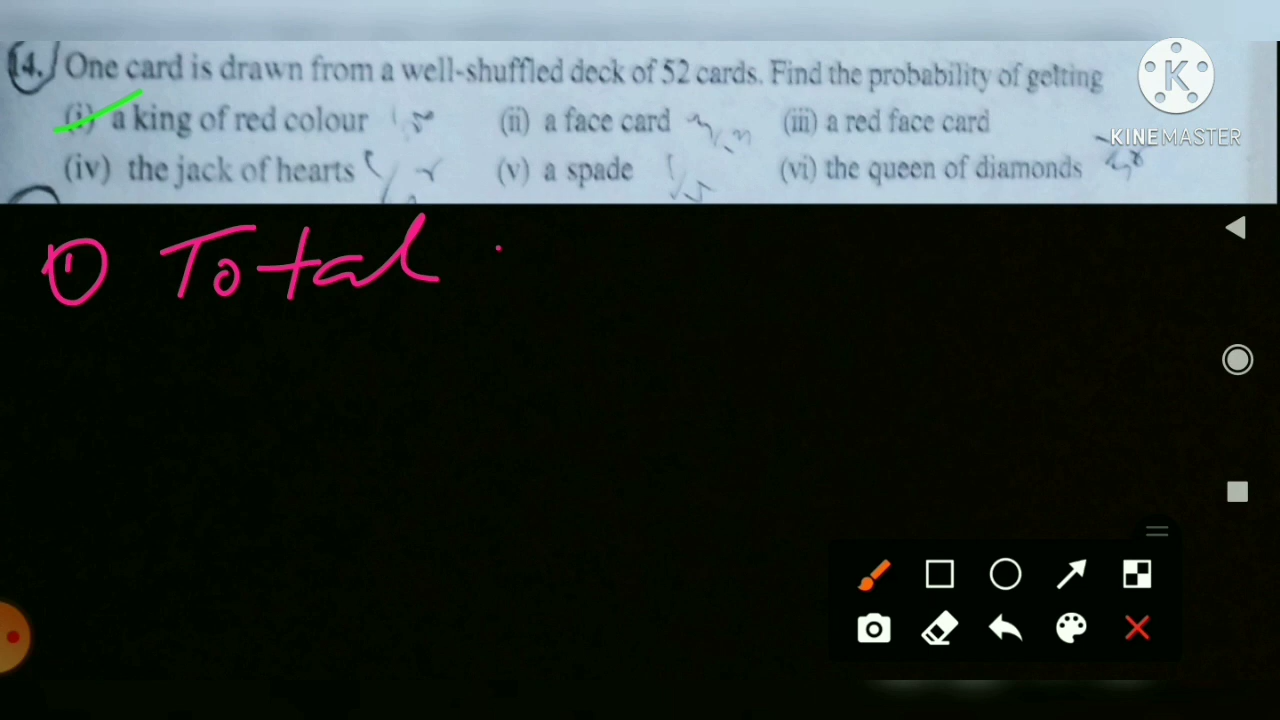 14. One card is drawn from a well-shuffled deck of 52 cards. Find the probability of getting
(i) a king of red colour (ii) a face card (iii) a red face card
(iv) the jack of hearts (v) a spade (vi) the queen of diamonds
KINEMASTER
① Total